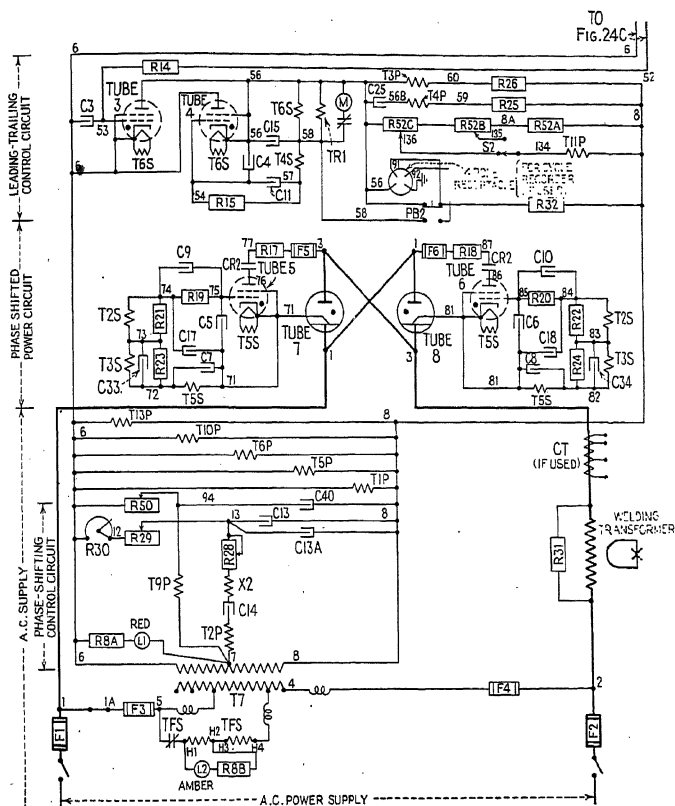 TO
FIG.24C
6
6
LEADING-TRAILING
CONTROL CIRCUIT
R14
C3
53
TUBE
3
T6S
TUBE
4
T6S
56
T6S
C15
56
58
C4
T4S
57
54
R15
C11
M
TR1
T3P
60
R26
52
C25
56B
T4P
59
R25
8
8A
R52C
R52B
R52A
136
135
S2
134
T11P
91
92
56
R32
58
PB2
PHASE SHIFTED
POWER CIRCUIT
77
R17
F5
3
CR2
TUBE 5
76
C9
74
R19
75
T2S
R21
73
C17
C5
71
T5S
T3S
R23
C7
C33
72
T5S
71
TUBE
7
1
1
F6
R18
87
CR2
TUBE
6
86
C10
85
R20
84
81
T5S
C6
R22
T2S
83
C18
R24
C8
T3S
81
T5S
82
C34
TUBE
8
3
T13P
8
6
T10P
T6P
T5P
T1P
CT
(IF USED)
R50
94
C40
13
C13
8
R30
12
R29
C13A
R28
X2
T9P
C14
T2P
RED
R8A
L1
6
7
8
T7
4
R31
WELDING
TRANSFORMER
F4
2
1
1A
F3
5
F1
TFS
TFS
H1
H2
H3
H4
L2
R8B
AMBER
F2
A.C. SUPPLY
PHASE-SHIFTING
CONTROL CIRCUIT
A.C. POWER SUPPLY